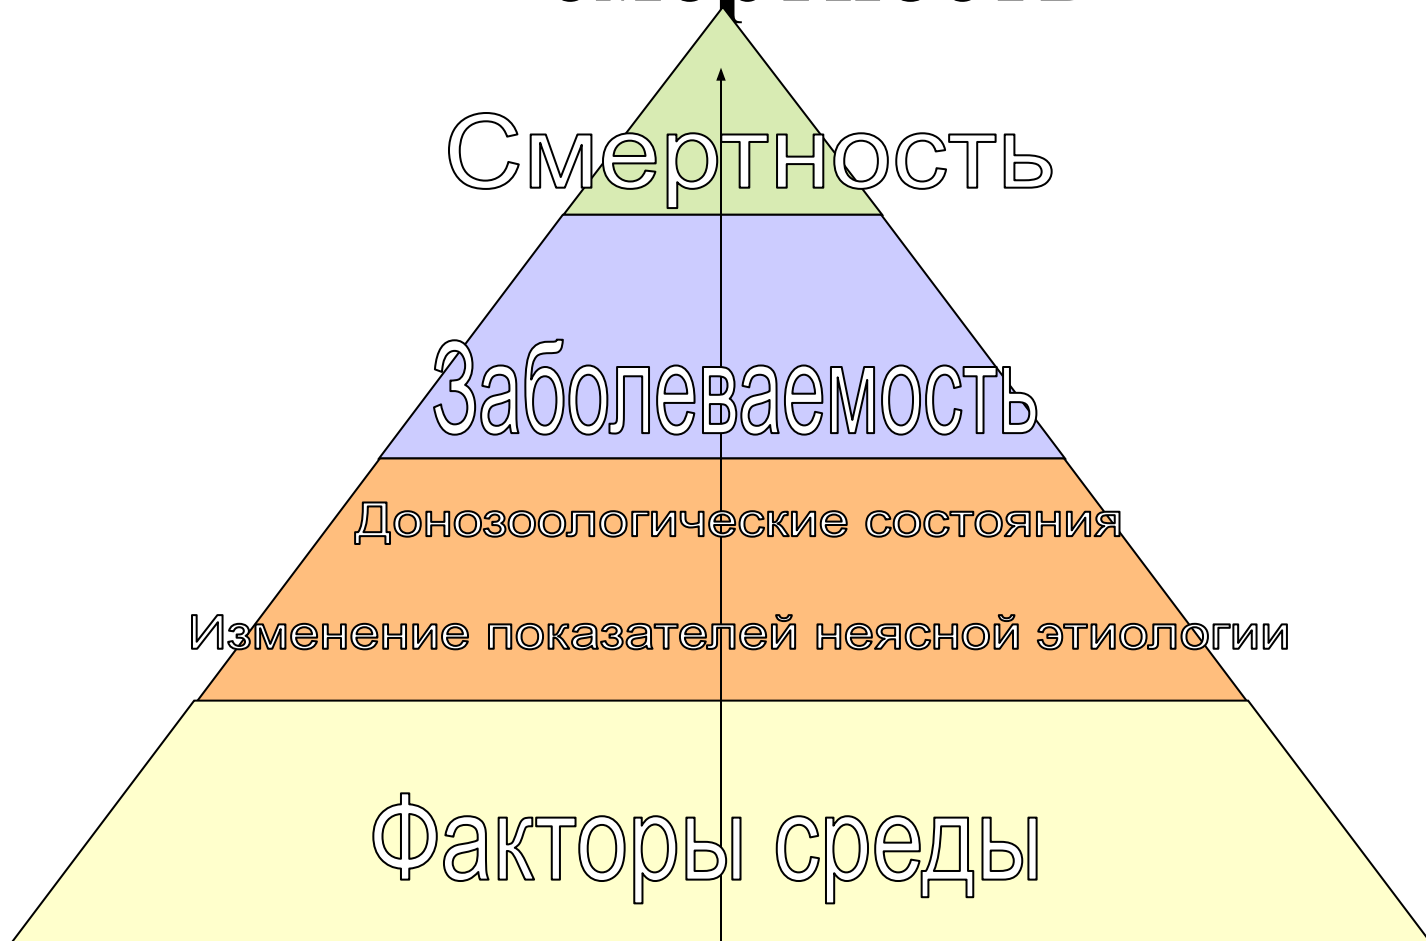 Смертность
Заболеваемость
Донозоологические состояния
Изменение показателей неясной этиологии
Факторы среды